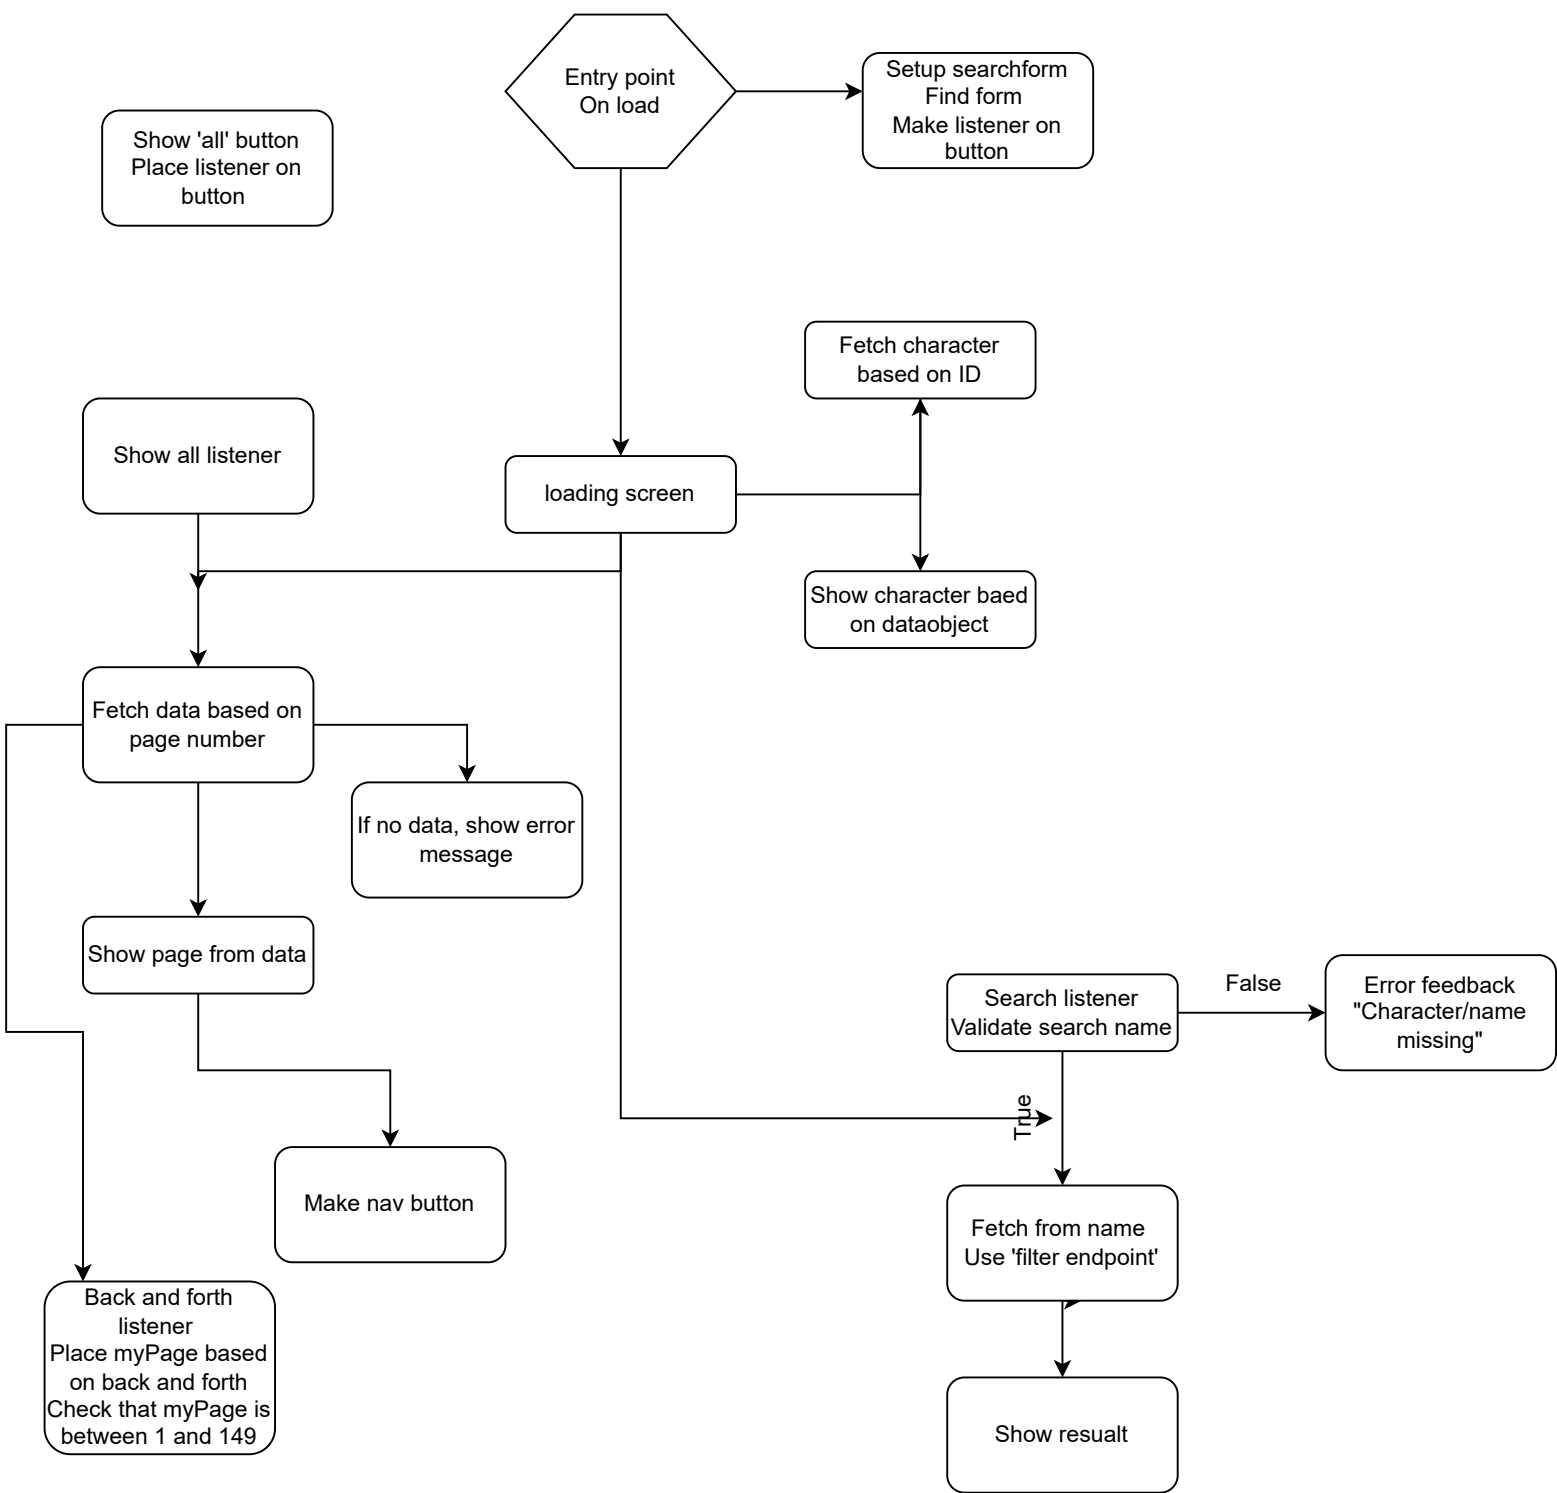 Entry point
On load
Setup searchform
Find form
Make listener on
button
Show 'all' button
Place listener on
button
Fetch character
based on ID
Show all listener
loading screen
Show character baed
on dataobject
Fetch data based on
page number
If no data, show error
message
Show page from data
Search listener
Validate search name
False
Error feedback
"Character/name
missing"
True
Make nav button
Fetch from name
Use 'filter endpoint'
Back and forth
listener
Place myPage based
on back and forth
Check that myPage is
between 1 and 149
Show resualt